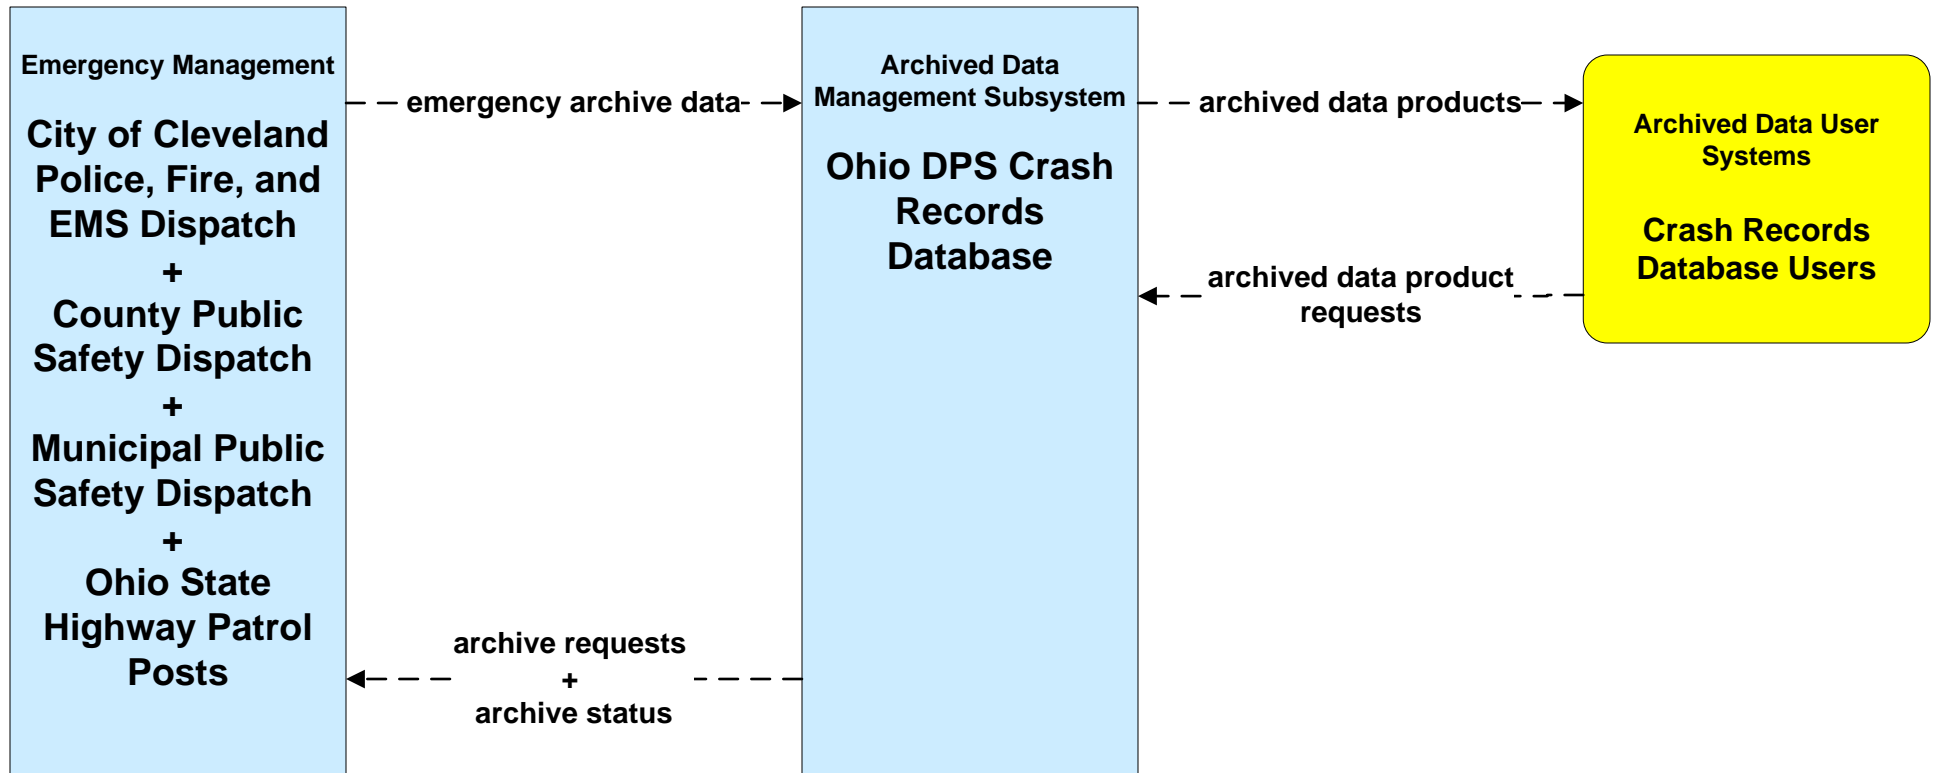 Emergency Management
City of Cleveland
Police, Fire, and
EMS Dispatch
+
County Public
Safety Dispatch
+
Municipal Public
Safety Dispatch
+
Ohio State
Highway Patrol
Posts
emergency archive data
archive requests
+
archive status
Archived Data
Management Subsystem
Ohio DPS Crash
Records
Database
archived data products
archived data product
requests
Archived Data User
Systems
Crash Records
Database Users